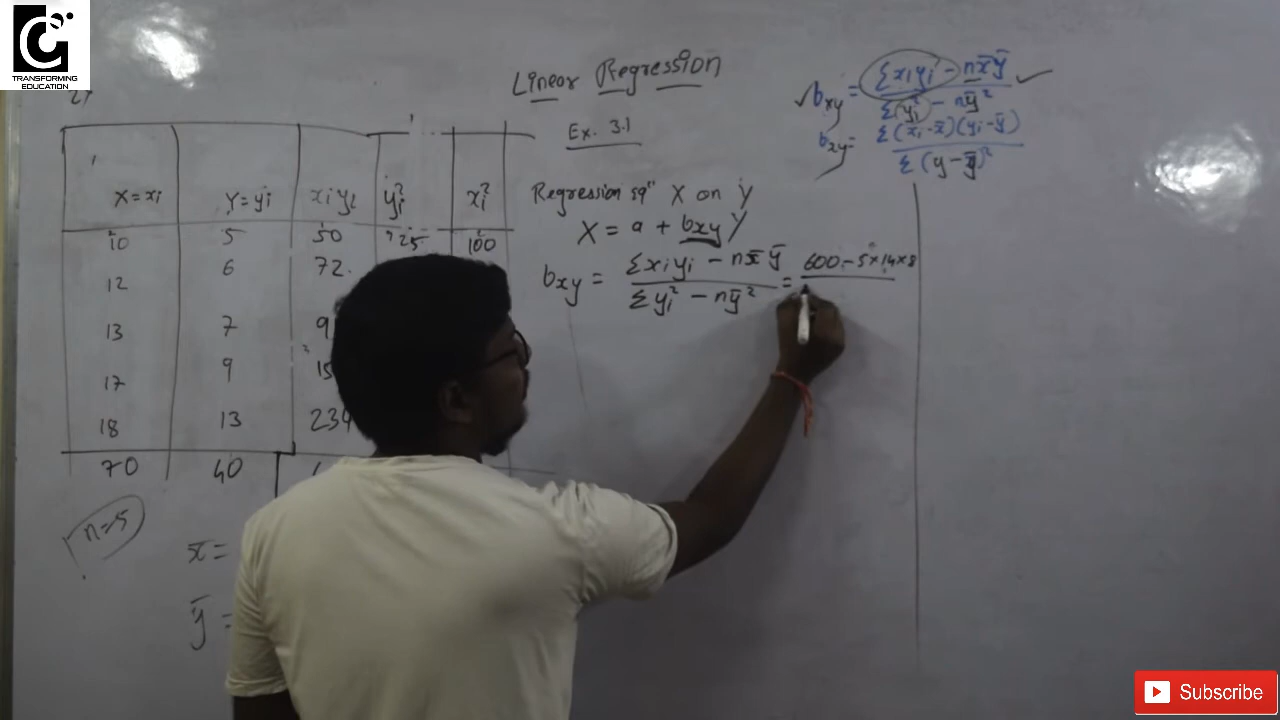 TRANSFORMING
EDUCATION
Linear Regression
Ex. 3.1
bxy = Σxiyi - nx̄ȳ
Σyi² - nȳ²
bxy = Σ(xi-x̄)(yi-ȳ)
Σ(y-ȳ)²
X=xi Y=yi xiyi yi² xi²
10 5 50 25 100
12 6 72
13 7 9
17 9 15
18 13 234
70 40
n=5
x̄ =
ȳ =
Regression eqⁿ X on Y
X = a + bxy Y
bxy = Σxiyi - nx̄ȳ = 600 - 5×14×8
Σyi² - nȳ²
Subscribe